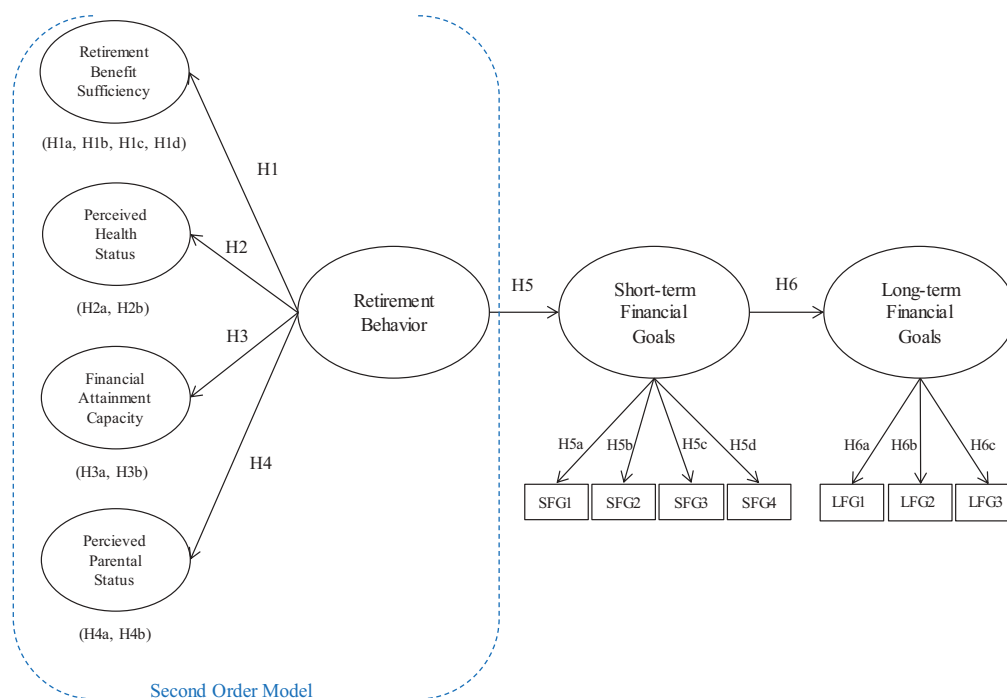 Retirement
Benefit
Sufficiency
(H1a, H1b, H1c, H1d)
H1
Perceived
Health
Status
(H2a, H2b)
H2
Financial
Attainment
Capacity
(H3a, H3b)
H3
Percieved
Parental
Status
(H4a, H4b)
H4
Retirement
Behavior
H5
Short-term
Financial
Goals
H6
Long-term
Financial
Goals
H5a
H5b
H5c
H5d
SFG1
SFG2
SFG3
SFG4
H6a
H6b
H6c
LFG1
LFG2
LFG3
Second Order Model